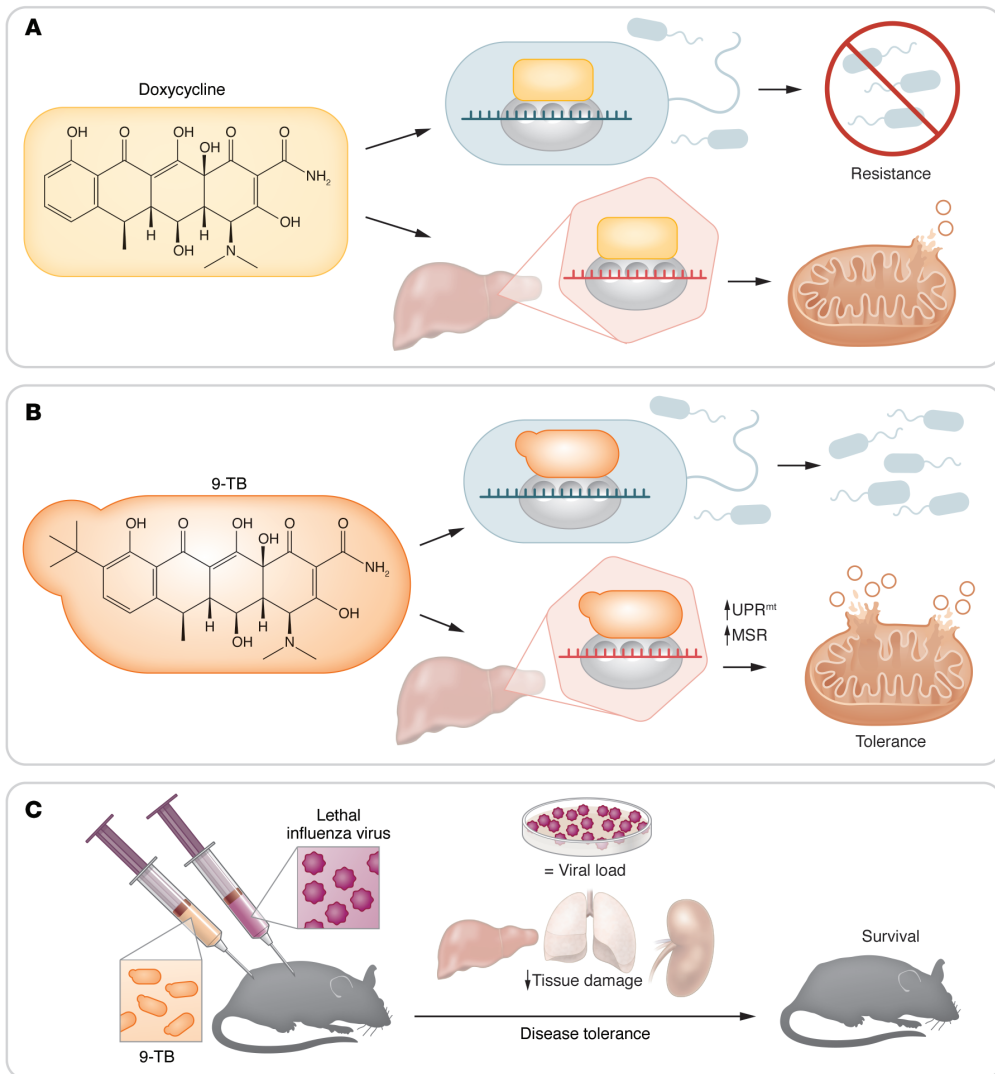 A
Doxycycline
OH
O
OH
OH
O
O
NH₂
OH
H
OH
H
N
Resistance
B
9-TB
OH
O
OH
OH
O
O
NH₂
OH
H
OH
H
N
↑UPRᵐᵗ
↑MSR
Tolerance
C
Lethal
influenza virus
9-TB
= Viral load
↓Tissue damage
Disease tolerance
Survival